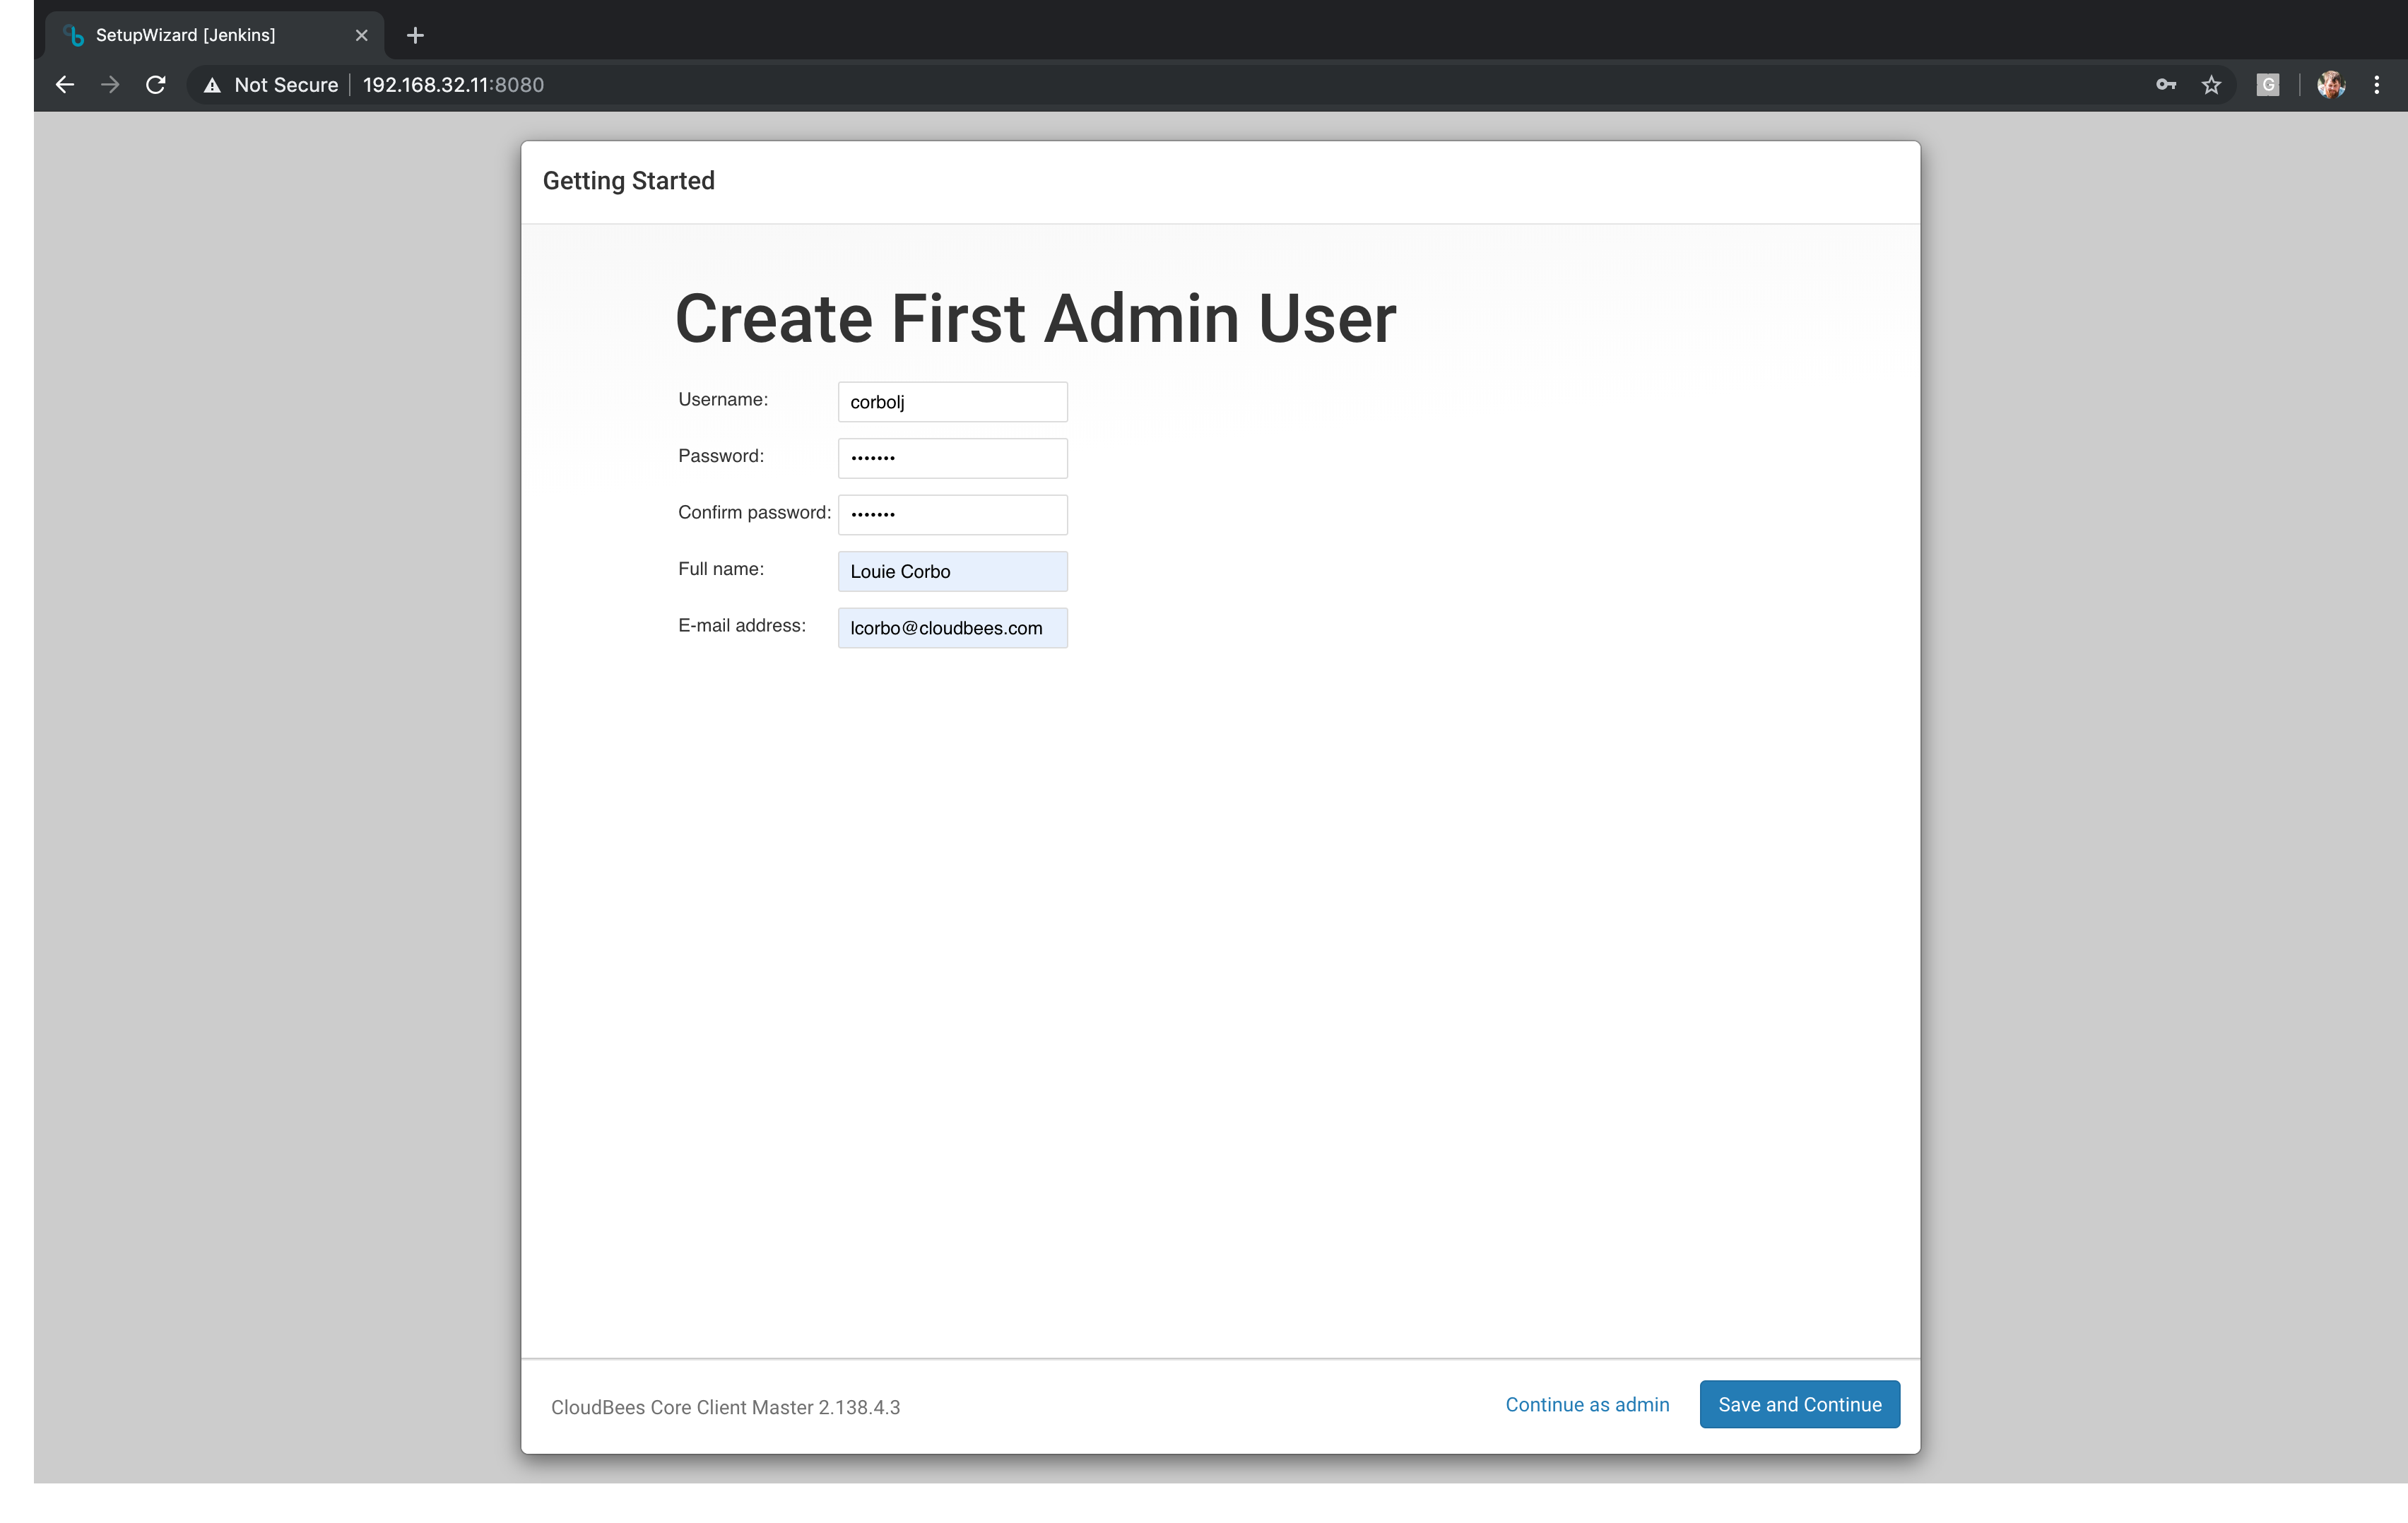 SetupWizard [Jenkins]
Not Secure 192.168.32.11:8080
G
Getting Started
Create First Admin User
Username: corbolj
Password: •••••••
Confirm password: •••••••
Full name: Louie Corbo
E-mail address: lcorbo@cloudbees.com
CloudBees Core Client Master 2.138.4.3
Continue as admin
Save and Continue